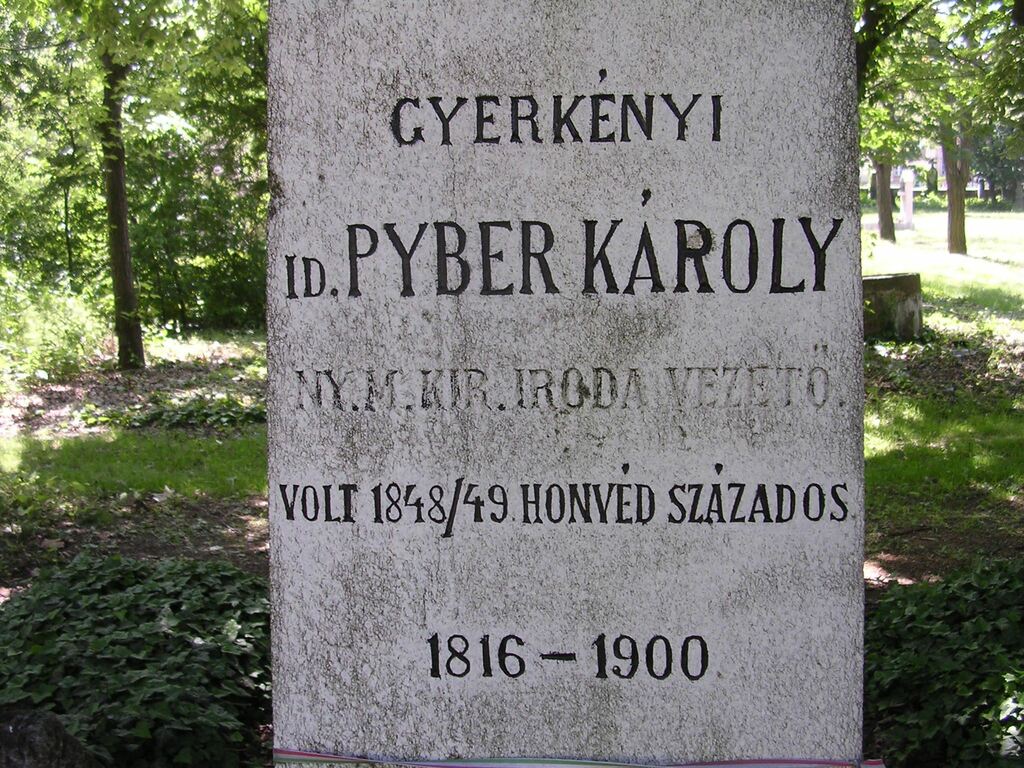 GYERKÉNYI
ID. PYBER KÁROLY
NY. M. KIR. IRODA VEZETŐ.
VOLT 1848/49 HONVÉD SZÁZADOS
1816 – 1900